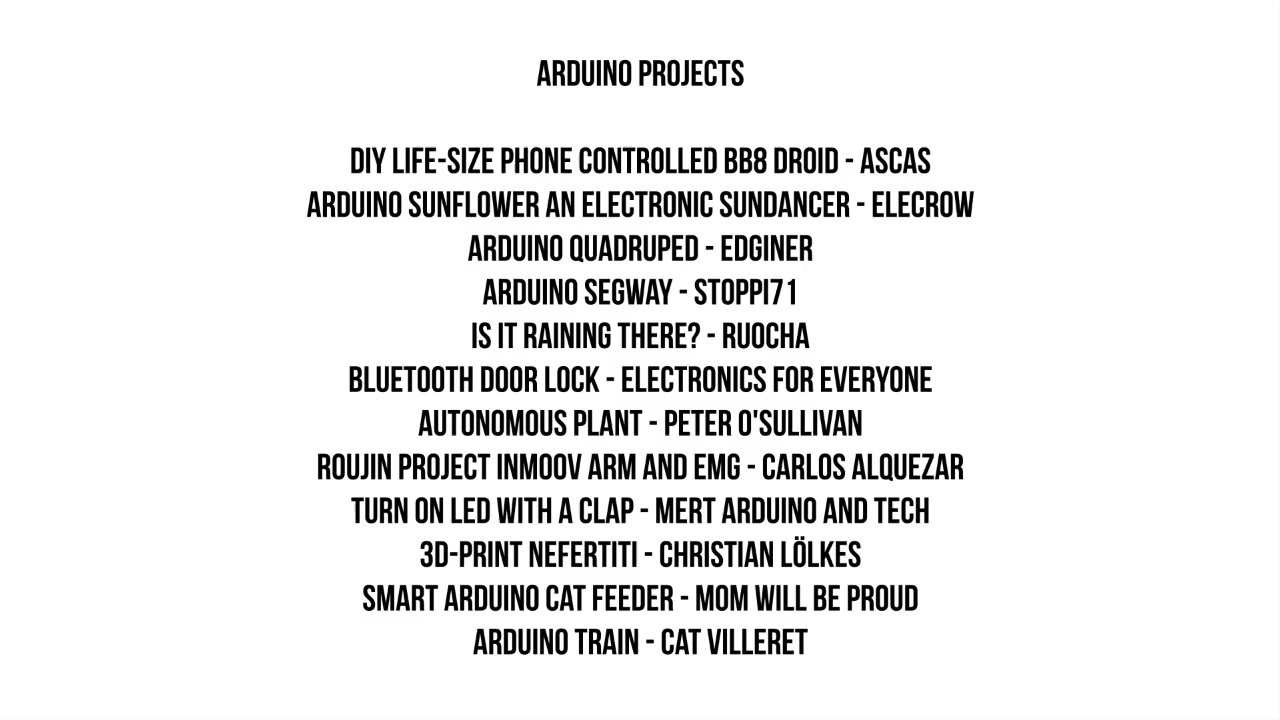 ARDUINO PROJECTS
DIY LIFE-SIZE PHONE CONTROLLED BB8 DROID - ASCAS
ARDUINO SUNFLOWER AN ELECTRONIC SUNDANCER - ELECROW
ARDUINO QUADRUPED - EDGINER
ARDUINO SEGWAY - STOPPI71
IS IT RAINING THERE? - RUOCHA
BLUETOOTH DOOR LOCK - ELECTRONICS FOR EVERYONE
AUTONOMOUS PLANT - PETER O'SULLIVAN
ROUJIN PROJECT INMOOV ARM AND EMG - CARLOS ALQUEZAR
TURN ON LED WITH A CLAP - MERT ARDUINO AND TECH
3D-PRINT NEFERTITI - CHRISTIAN LÖLKES
SMART ARDUINO CAT FEEDER - MOM WILL BE PROUD
ARDUINO TRAIN - CAT VILLERET